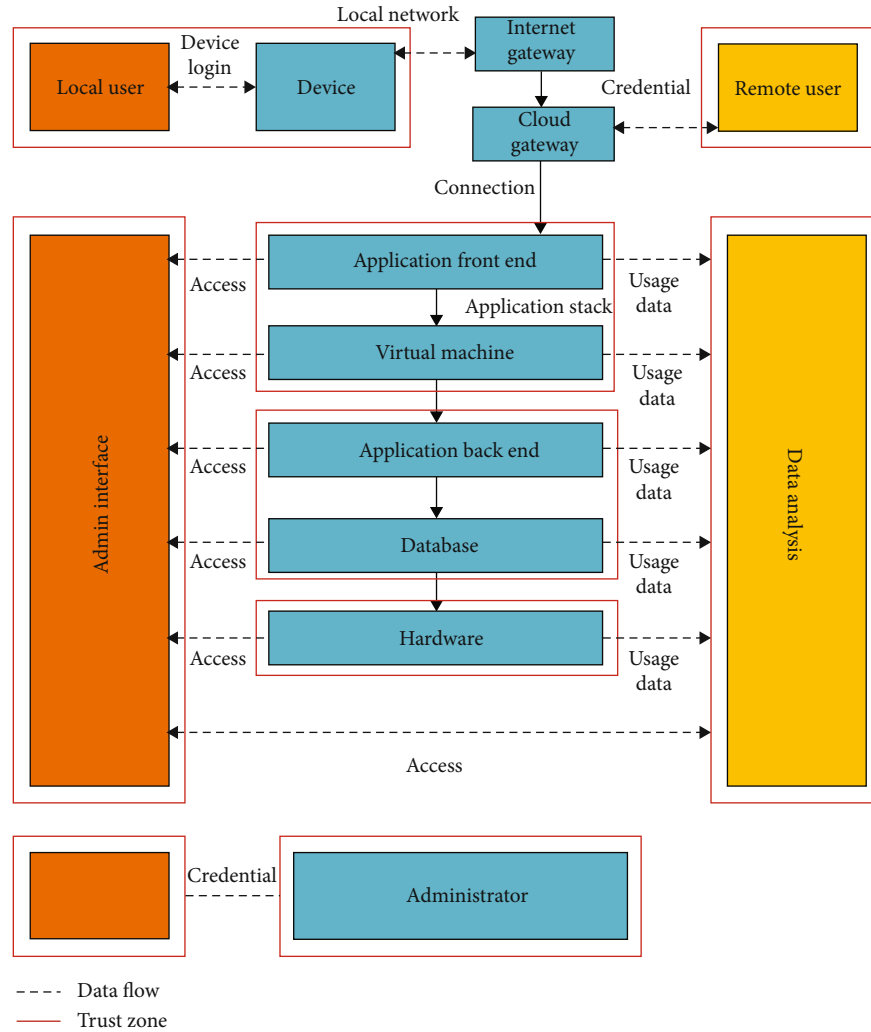 Local network
Device
login
Local user
Device
Internet
gateway
Credential
Remote user
Cloud
gateway
Connection
Application front end
Access
Usage
data
Application stack
Virtual machine
Access
Usage
data
Application back end
Access
Usage
data
Admin interface
Data analysis
Database
Access
Usage
data
Hardware
Access
Usage
data
Access
Credential
Administrator
Data flow
Trust zone